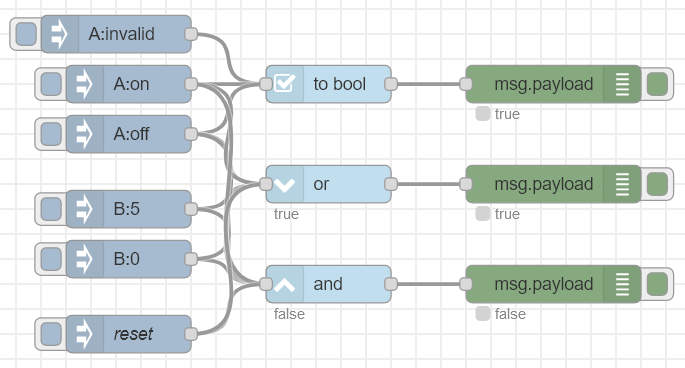 A:invalid
A:on
to bool
msg.payload
true
A:off
or
msg.payload
true
true
B:5
B:0
and
msg.payload
false
false
reset